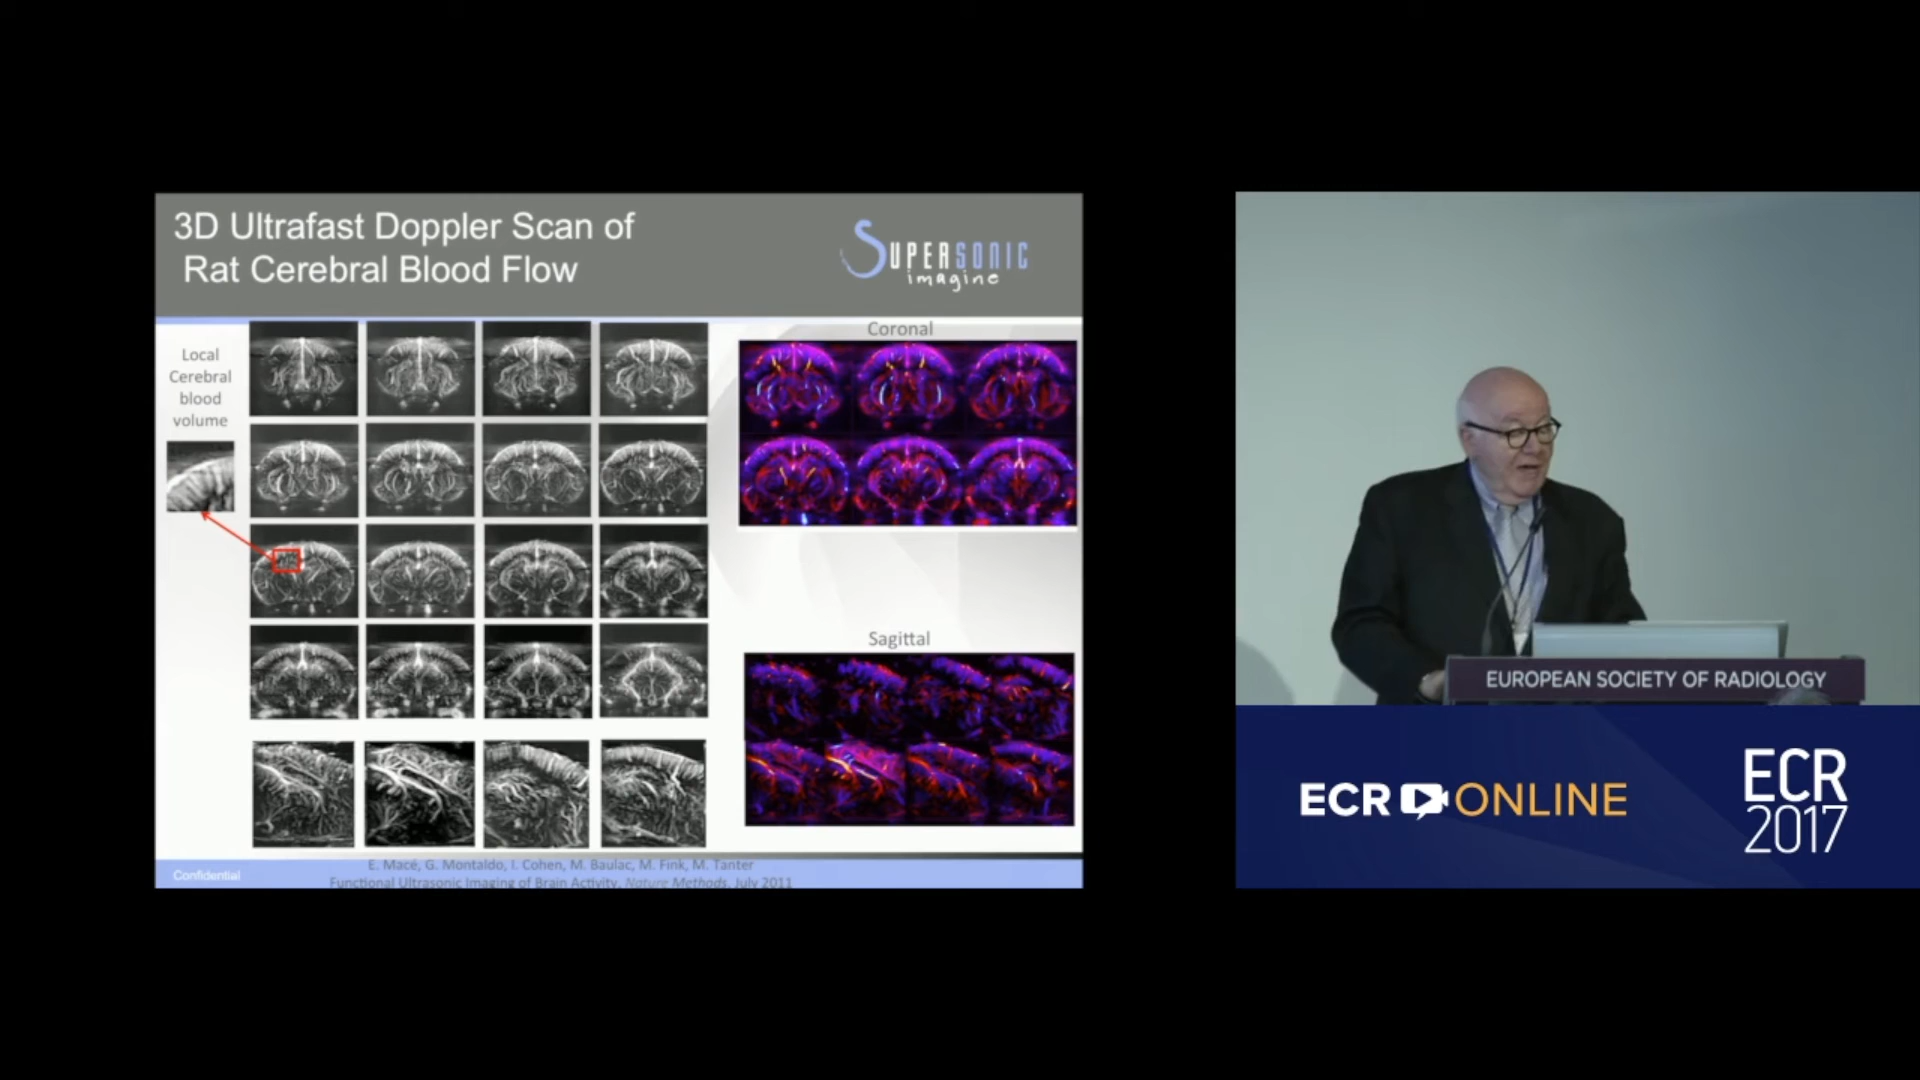 3D Ultrafast Doppler Scan of
Rat Cerebral Blood Flow
SUPERSONIC
imagine
Local
Cerebral
blood
volume
Coronal
Sagittal
Confidential
E. Macé, G. Montaldo, I. Cohen, M. Baulac, M. Fink, M. Tanter
Functional Ultrasonic Imaging of Brain Activity, Nature Methods, July 2011
EUROPEAN SOCIETY OF RADIOLOGY
ECR ONLINE
ECR
2017